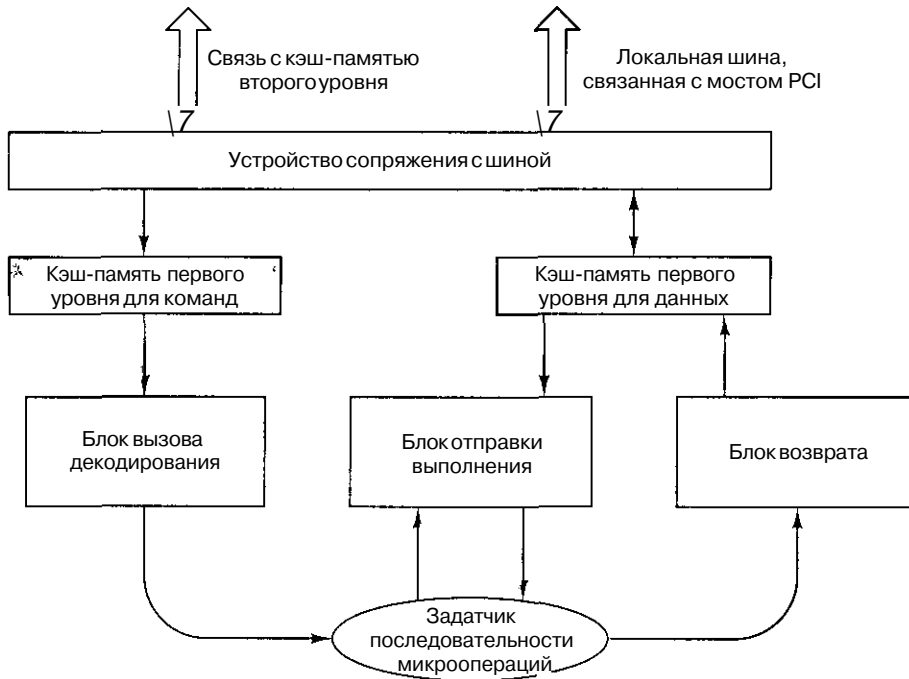 Связь с кэш-памятью
второго уровня
Локальная шина,
связанная с мостом PCI
Устройство сопряжения с шиной
Кэш-память первого
уровня для команд
Кэш-память первого
уровня для данных
Блок вызова
декодирования
Блок отправки
выполнения
Блок возврата
Задатчик
последовательности
микроопераций